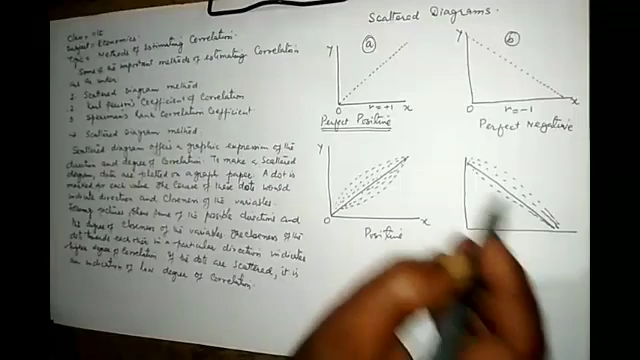 Class = 12
Subject = Economics
Topic = Methods of Estimating Correlation
Some of the important methods of estimating Correlation
are as under
1 Scattered Diagram method
2 Karl Pearson's Coefficient of Correlation
3 Spearman's Rank Correlation Coefficient
→ Scattered Diagram method
Scattered diagram offers a graphic expression of the
direction and degree of Correlation. To make a Scattered
diagram, data are plotted on a graph paper. A dot is
marked for each value. The course of these dot would
indicate direction and Closeness of the variables.
Following show some of the possible directions and
the degree of closeness of the variables. The closeness of the
dot towards each other in a particular direction indicates
higher degree of Correlation. If the dot are Scattered, it is
an indication of low degree of Correlation.
Scattered Diagrams.
a
Y
O
r=+1
X
Perfect Positive
b
Y
O
r=-1
X
Perfect Negative
Y
O
X
Positive